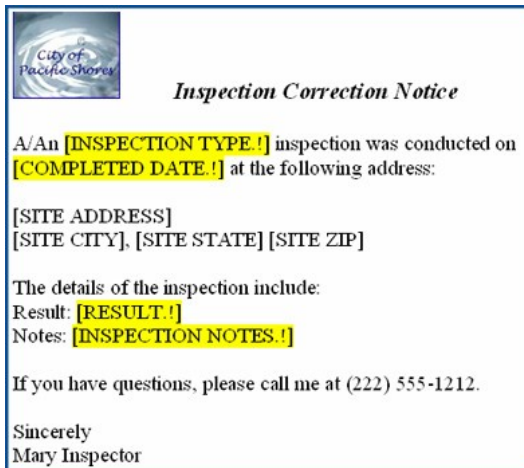 City of
Pacific Shores
Inspection Correction Notice
A/An [INSPECTION TYPE.!] inspection was conducted on
[COMPLETED DATE.!] at the following address:
[SITE ADDRESS]
[SITE CITY], [SITE STATE] [SITE ZIP]
The details of the inspection include:
Result: [RESULT.!]
Notes: [INSPECTION NOTES.!]
If you have questions, please call me at (222) 555-1212.
Sincerely
Mary Inspector